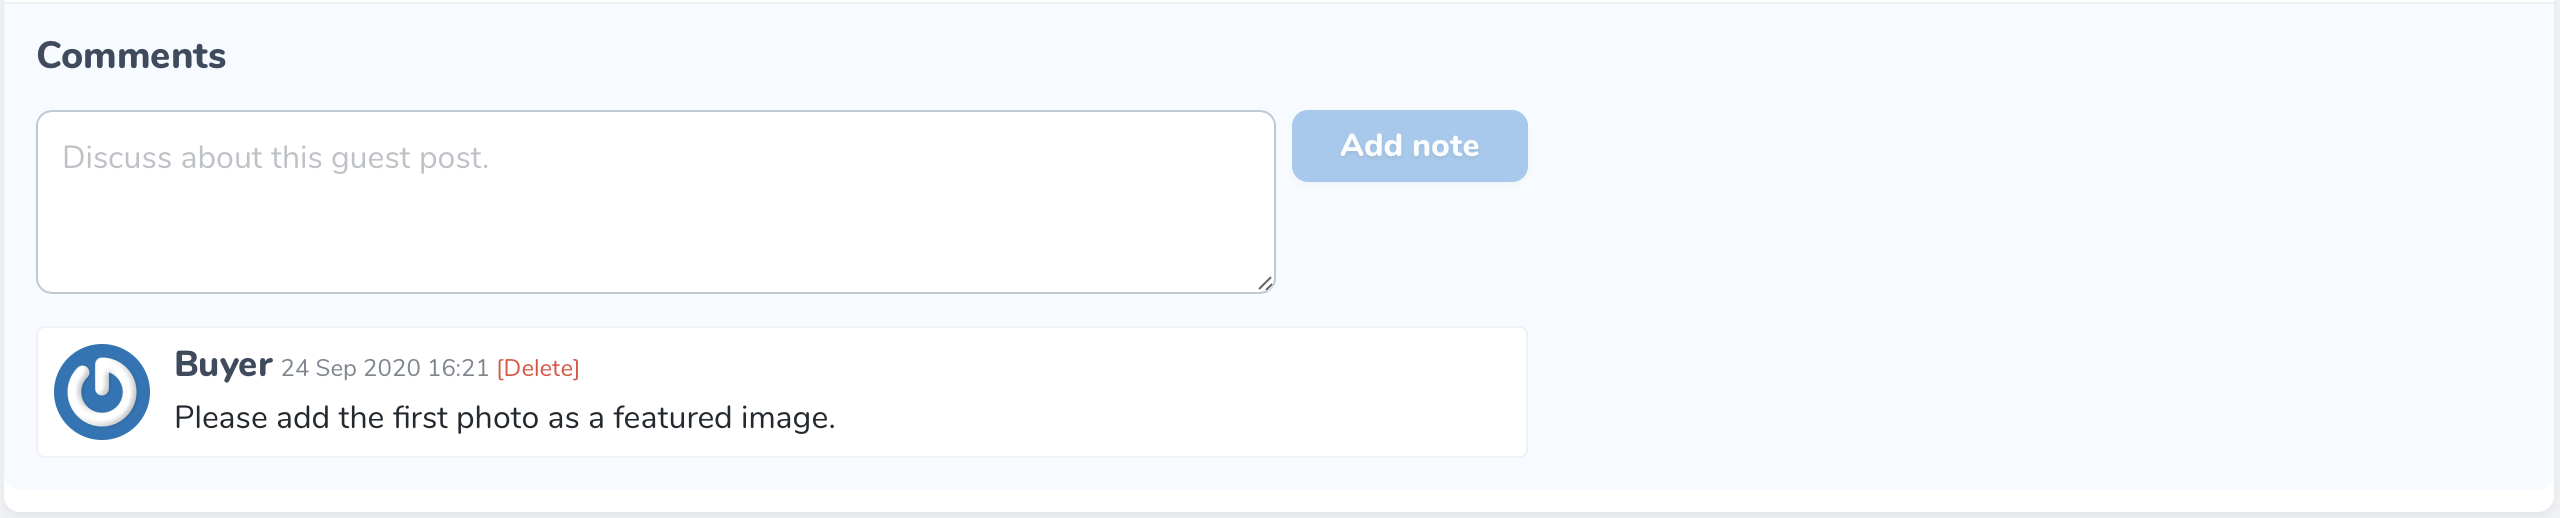 Comments
Discuss about this guest post.
Add note
Buyer 24 Sep 2020 16:21 [Delete]
Please add the first photo as a featured image.